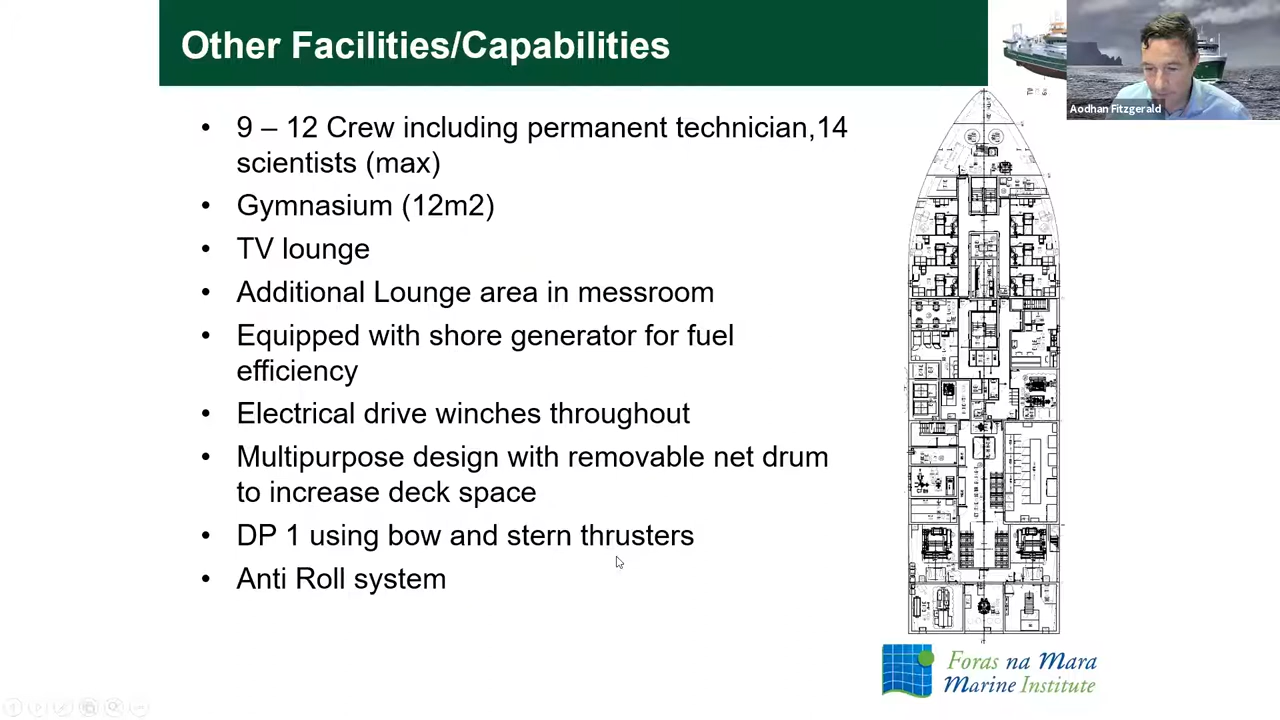 Other Facilities/Capabilities
Aodhan Fitzgerald
• 9 – 12 Crew including permanent technician,14
scientists (max)
• Gymnasium (12m2)
• TV lounge
• Additional Lounge area in messroom
• Equipped with shore generator for fuel
efficiency
• Electrical drive winches throughout
• Multipurpose design with removable net drum
to increase deck space
• DP 1 using bow and stern thrusters
• Anti Roll system
Foras na Mara
Marine Institute